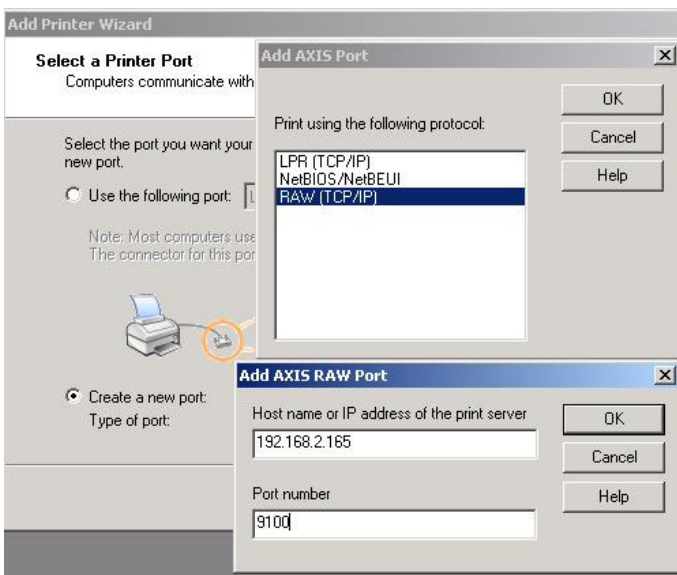 Add Printer Wizard
Select a Printer Port
Computers communicate with
Select the port you want your
new port.
Use the following port:
Note: Most computers use
The connector for this por
Create a new port:
Type of port:
Add AXIS Port
Print using the following protocol:
LPR (TCP/IP)
NetBIOS/NetBEUI
RAW (TCP/IP)
OK
Cancel
Help
Add AXIS RAW Port
Host name or IP address of the print server
192.168.2.165
Port number
9100
OK
Cancel
Help